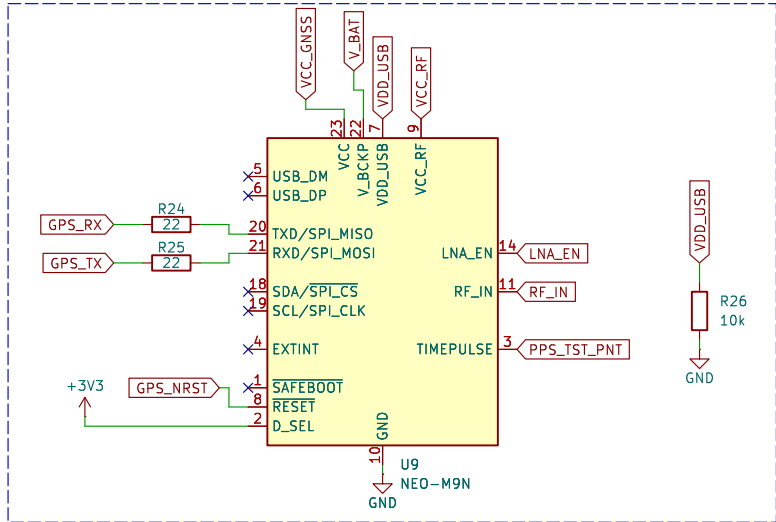 VCC_GNSS
V_BAT
VDD_USB
VCC_RF
23
22
7
9
VCC
V_BCKP
VDD_USB
VCC_RF
5 USB_DM
6 USB_DP
GPS_RX R24 22 20 TXD/SPI_MISO
GPS_TX R25 22 21 RXD/SPI_MOSI
LNA_EN 14 LNA_EN
18 SDA/SPI_CS
RF_IN 11 RF_IN
19 SCL/SPI_CLK
4 EXTINT
TIMEPULSE 3 PPS_TST_PNT
1 SAFEBOOT
GPS_NRST 8 RESET
+3V3 2 D_SEL
GND
10
U9
NEO-M9N
GND
VDD_USB
R26
10k
GND